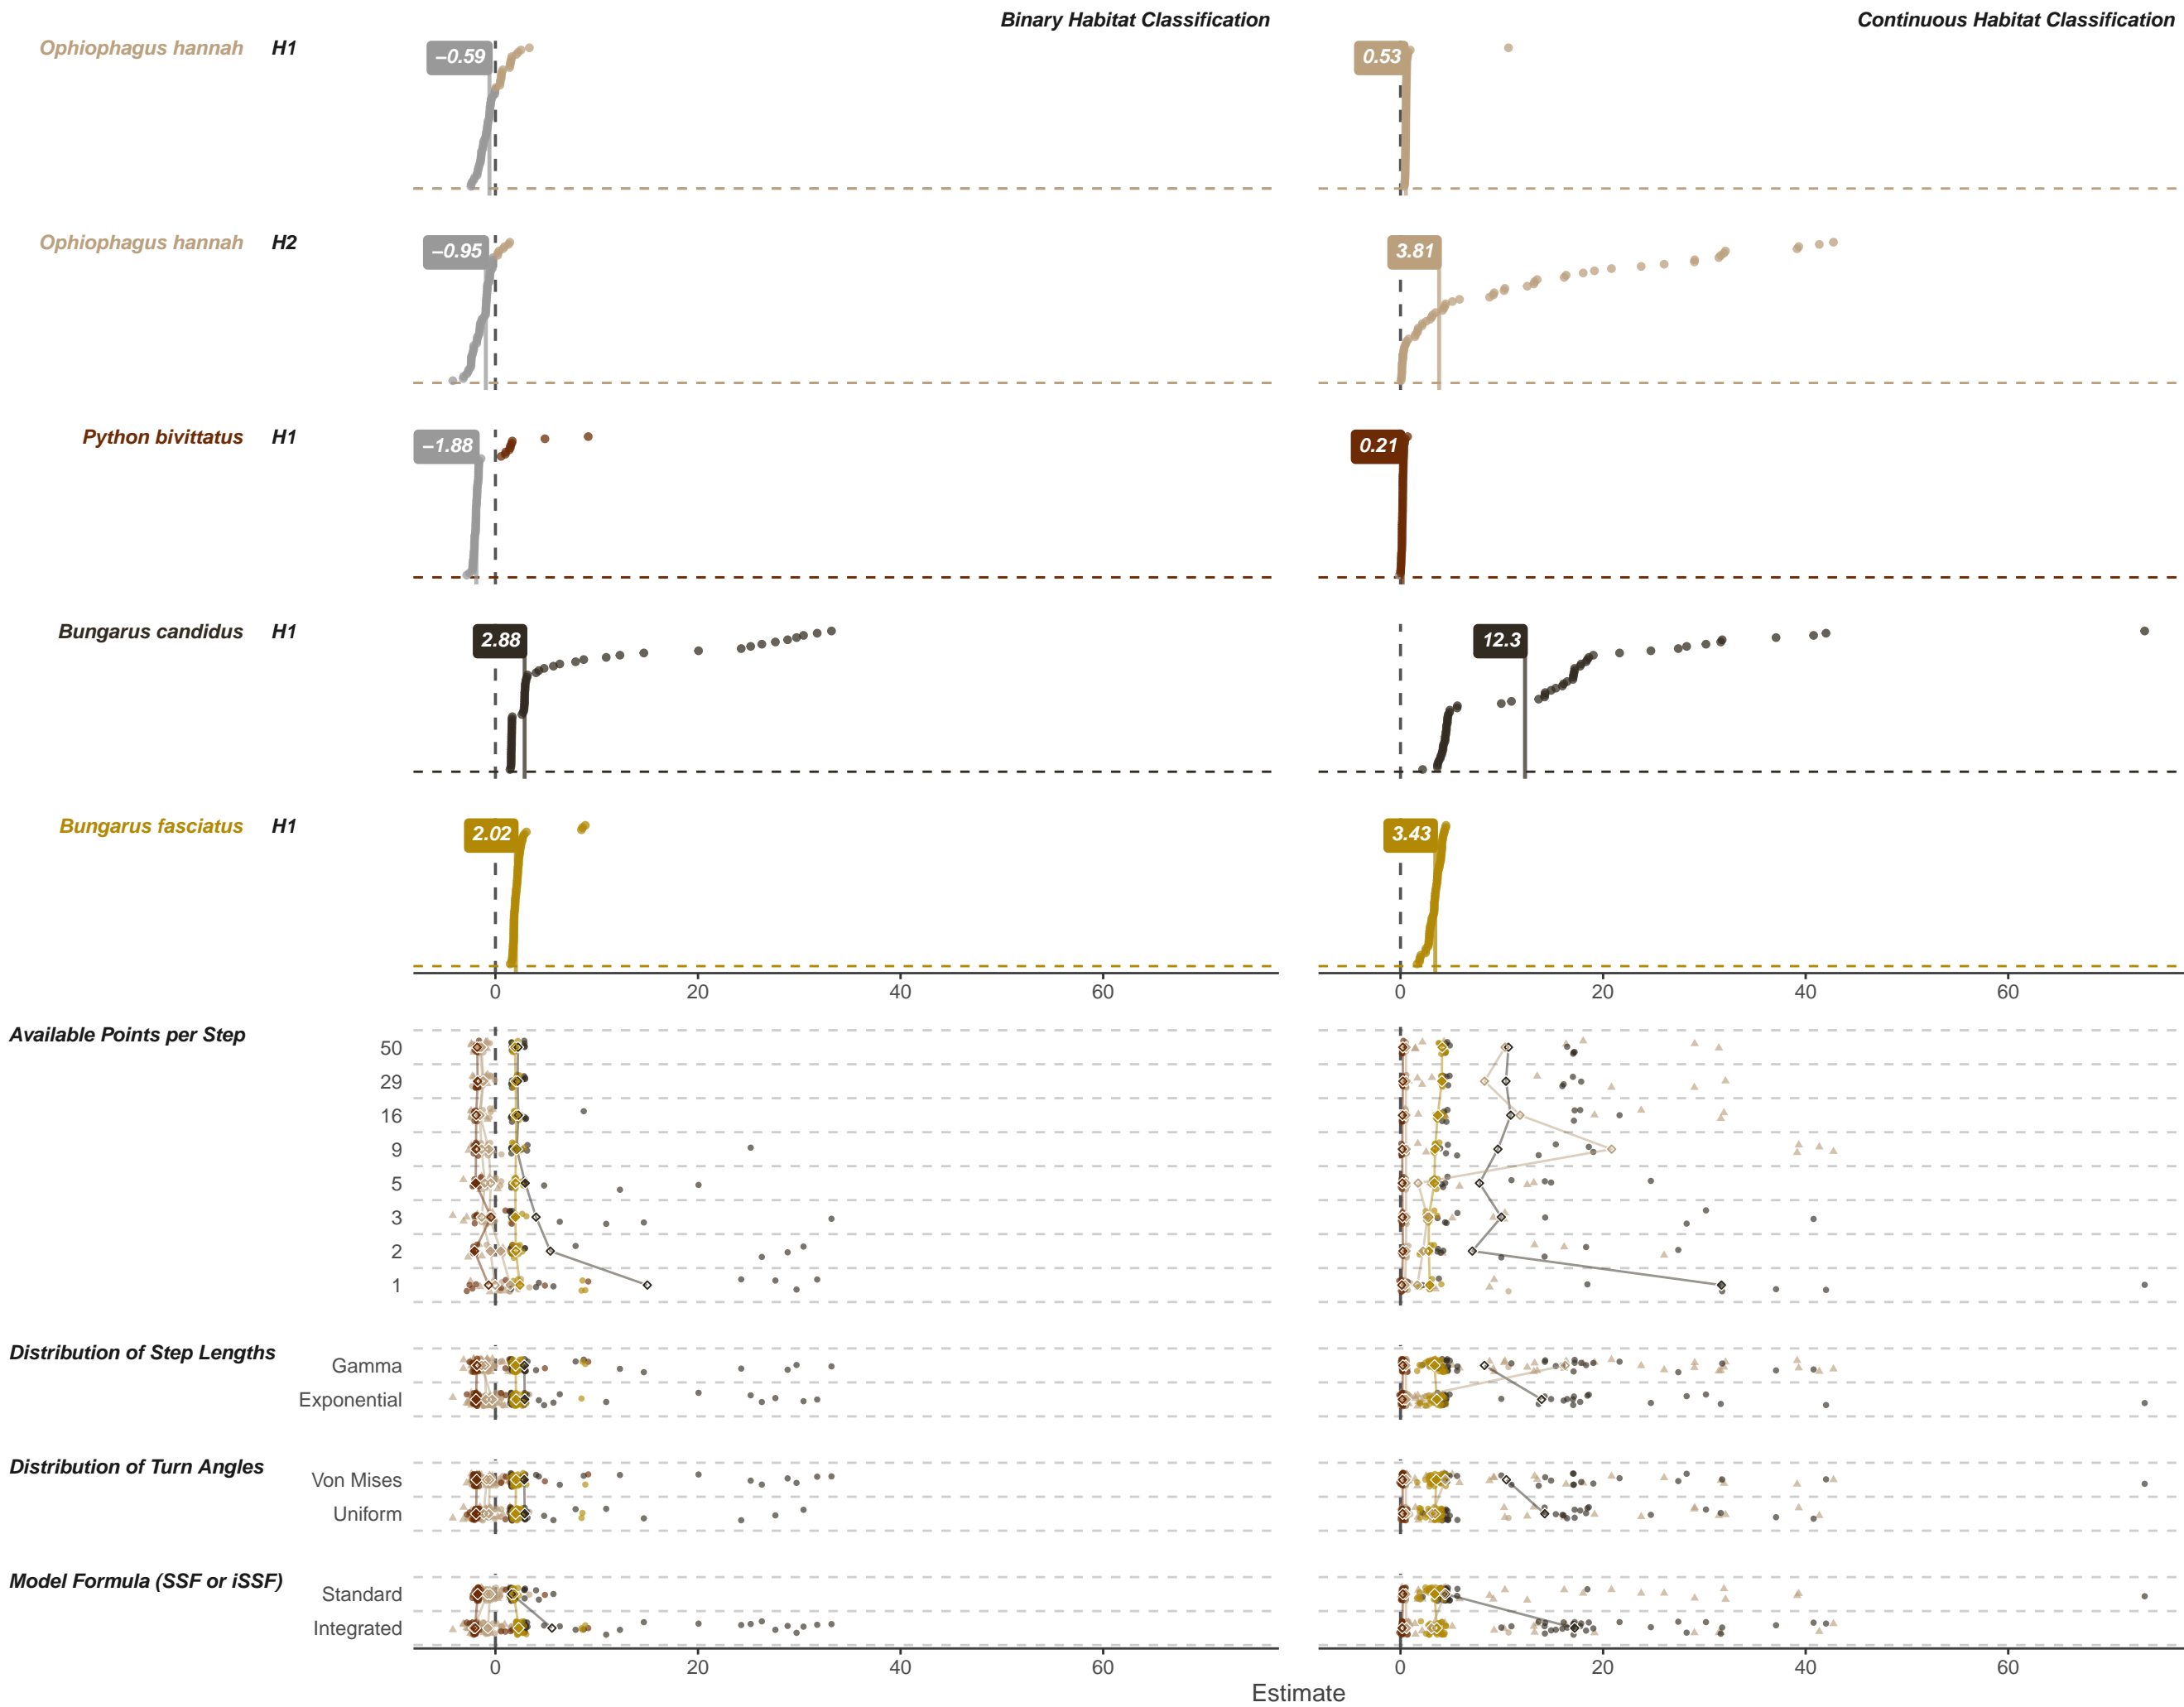 Binary Habitat Classification
Continuous Habitat Classification
Ophiophagus hannah H1
–0.59
0.53
Ophiophagus hannah H2
–0.95
3.81
Python bivittatus H1
–1.88
0.21
Bungarus candidus H1
2.88
12.3
Bungarus fasciatus H1
2.02
3.43
0 20 40 60
0 20 40 60
Available Points per Step
50
29
16
9
5
3
2
1
Distribution of Step Lengths
Gamma
Exponential
Distribution of Turn Angles
Von Mises
Uniform
Model Formula (SSF or iSSF)
Standard
Integrated
0 20 40 60
0 20 40 60
Estimate